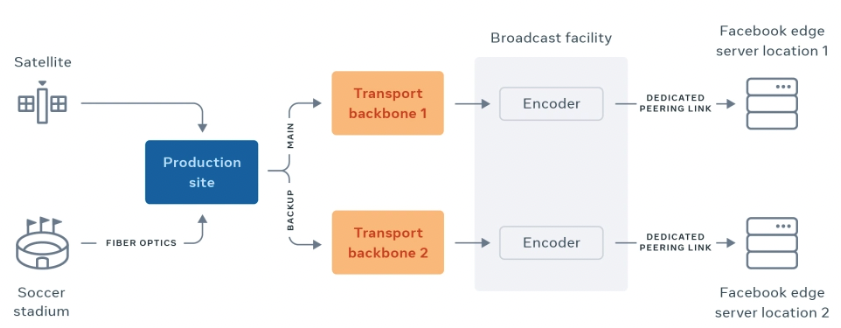 Satellite
Soccer
stadium
FIBER OPTICS
Production
site
MAIN
BACKUP
Transport
backbone 1
Transport
backbone 2
Broadcast facility
Encoder
Encoder
DEDICATED
PEERING LINK
DEDICATED
PEERING LINK
Facebook edge
server location 1
Facebook edge
server location 2